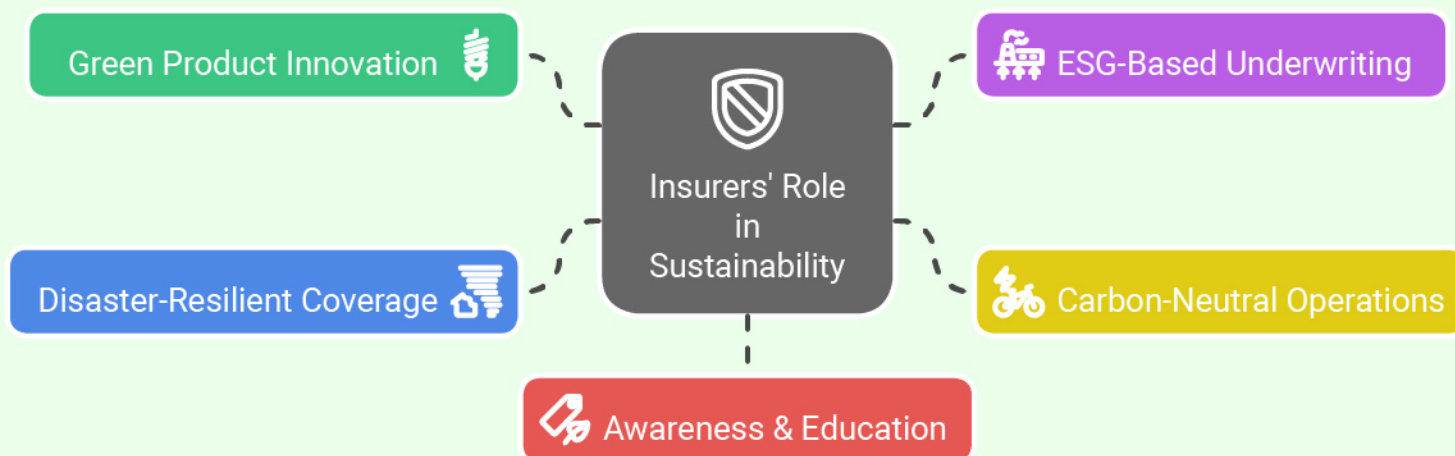 Green Product Innovation
ESG-Based Underwriting
Insurers' Role
in
Sustainability
Disaster-Resilient Coverage
Carbon-Neutral Operations
Awareness & Education